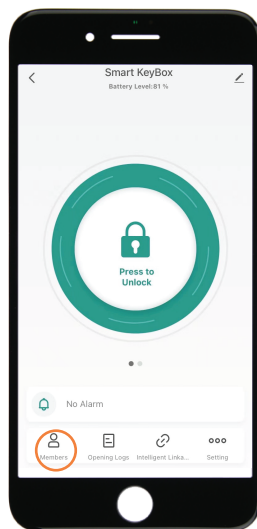 Smart KeyBox
Battery Level:81 %
Press to
Unlock
No Alarm
Members
Opening Logs
Intelligent Linka...
Setting